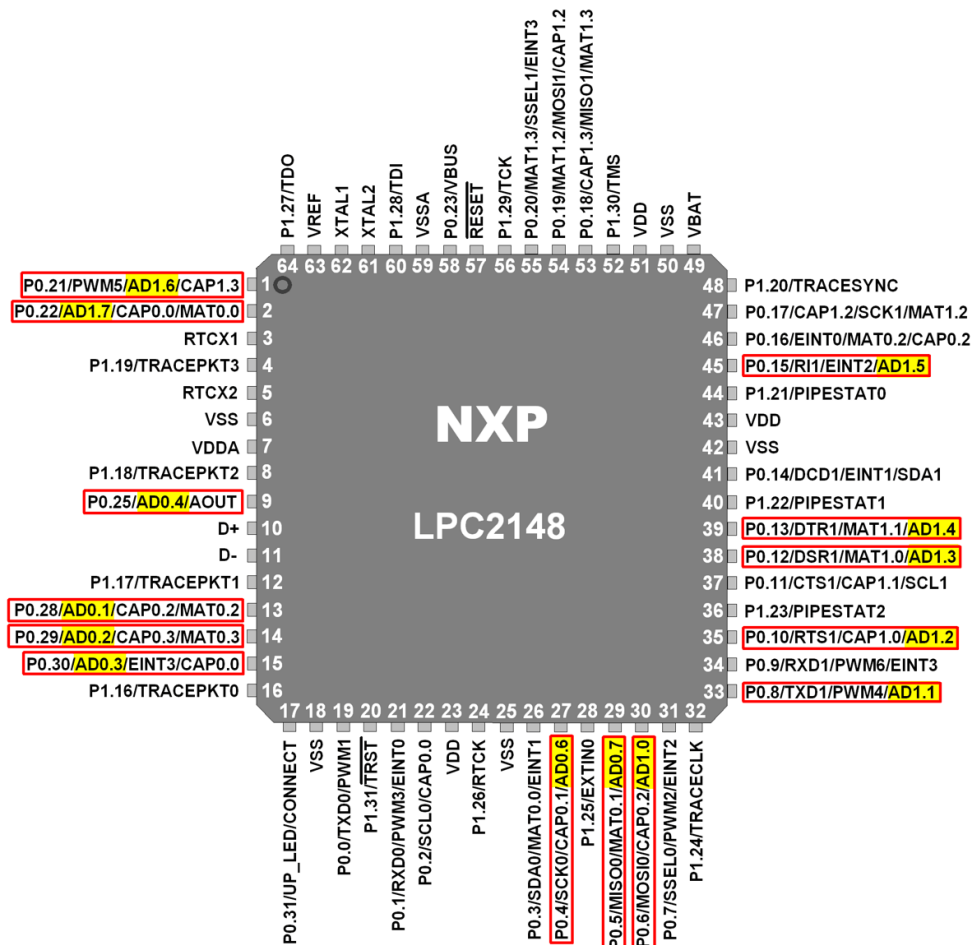 P1.27/TDO
VREF
XTAL1
XTAL2
P1.28/TDI
VSSA
P0.23/VBUS
RESET
P1.29/TCK
P0.20/MAT1.3/SSEL1/EINT3
P0.19/MAT1.2/MOSI1/CAP1.2
P0.18/CAP1.3/MISO1/MAT1.3
P1.30/TMS
VDD
VSS
VBAT
64 63 62 61 60 59 58 57 56 55 54 53 52 51 50 49
P0.21/PWM5/AD1.6/CAP1.3 1
P0.22/AD1.7/CAP0.0/MAT0.0 2
RTCX1 3
P1.19/TRACEPKT3 4
RTCX2 5
VSS 6
VDDA 7
P1.18/TRACEPKT2 8
P0.25/AD0.4/AOUT 9
D+ 10
D- 11
P1.17/TRACEPKT1 12
P0.28/AD0.1/CAP0.2/MAT0.2 13
P0.29/AD0.2/CAP0.3/MAT0.3 14
P0.30/AD0.3/EINT3/CAP0.0 15
P1.16/TRACEPKT0 16
NXP
LPC2148
48 P1.20/TRACESYNC
47 P0.17/CAP1.2/SCK1/MAT1.2
46 P0.16/EINT0/MAT0.2/CAP0.2
45 P0.15/RI1/EINT2/AD1.5
44 P1.21/PIPESTAT0
43 VDD
42 VSS
41 P0.14/DCD1/EINT1/SDA1
40 P1.22/PIPESTAT1
39 P0.13/DTR1/MAT1.1/AD1.4
38 P0.12/DSR1/MAT1.0/AD1.3
37 P0.11/CTS1/CAP1.1/SCL1
36 P1.23/PIPESTAT2
35 P0.10/RTS1/CAP1.0/AD1.2
34 P0.9/RXD1/PWM6/EINT3
33 P0.8/TXD1/PWM4/AD1.1
17 18 19 20 21 22 23 24 25 26 27 28 29 30 31 32
P0.31/UP_LED/CONNECT
VSS
P0.0/TXD0/PWM1
P1.31/TRST
P0.1/RXD0/PWM3/EINT0
P0.2/SCL0/CAP0.0
VDD
P1.26/RTCK
VSS
P0.3/SDA0/MAT0.0/EINT1
P0.4/SCK0/CAP0.1/AD0.6
P1.25/EXTIN0
P0.5/MISO0/MAT0.1/AD0.7
P0.6/MOSI0/CAP0.2/AD1.0
P0.7/SSEL0/PWM2/EINT2
P1.24/TRACECLK